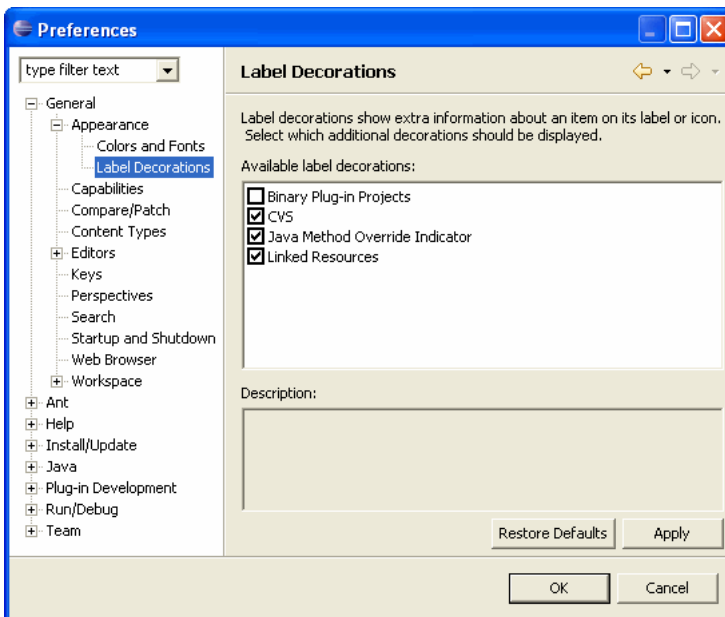 Preferences
type filter text
General
Appearance
Colors and Fonts
Label Decorations
Capabilities
Compare/Patch
Content Types
Editors
Keys
Perspectives
Search
Startup and Shutdown
Web Browser
Workspace
Ant
Help
Install/Update
Java
Plug-in Development
Run/Debug
Team
Label Decorations
Label decorations show extra information about an item on its label or icon.
Select which additional decorations should be displayed.
Available label decorations:
Binary Plug-in Projects
CVS
Java Method Override Indicator
Linked Resources
Description:
Restore Defaults
Apply
OK
Cancel